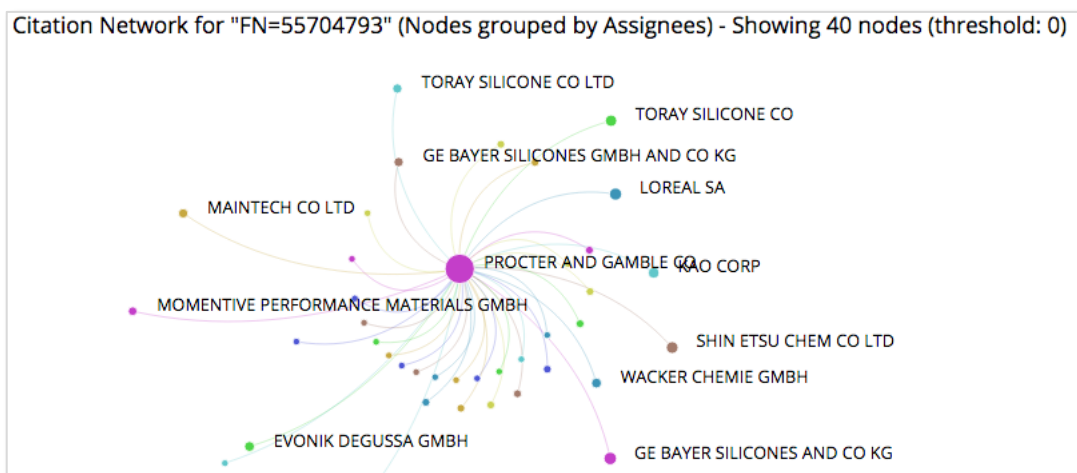 Citation Network for "FN=55704793" (Nodes grouped by Assignees) - Showing 40 nodes (threshold: 0)
TORAY SILICONE CO LTD
TORAY SILICONE CO
GE BAYER SILICONES GMBH AND CO KG
LOREAL SA
MAINTECH CO LTD
PROCTER AND GAMBLE CO
KAO CORP
MOMENTIVE PERFORMANCE MATERIALS GMBH
SHIN ETSU CHEM CO LTD
WACKER CHEMIE GMBH
EVONIK DEGUSSA GMBH
GE BAYER SILICONES AND CO KG